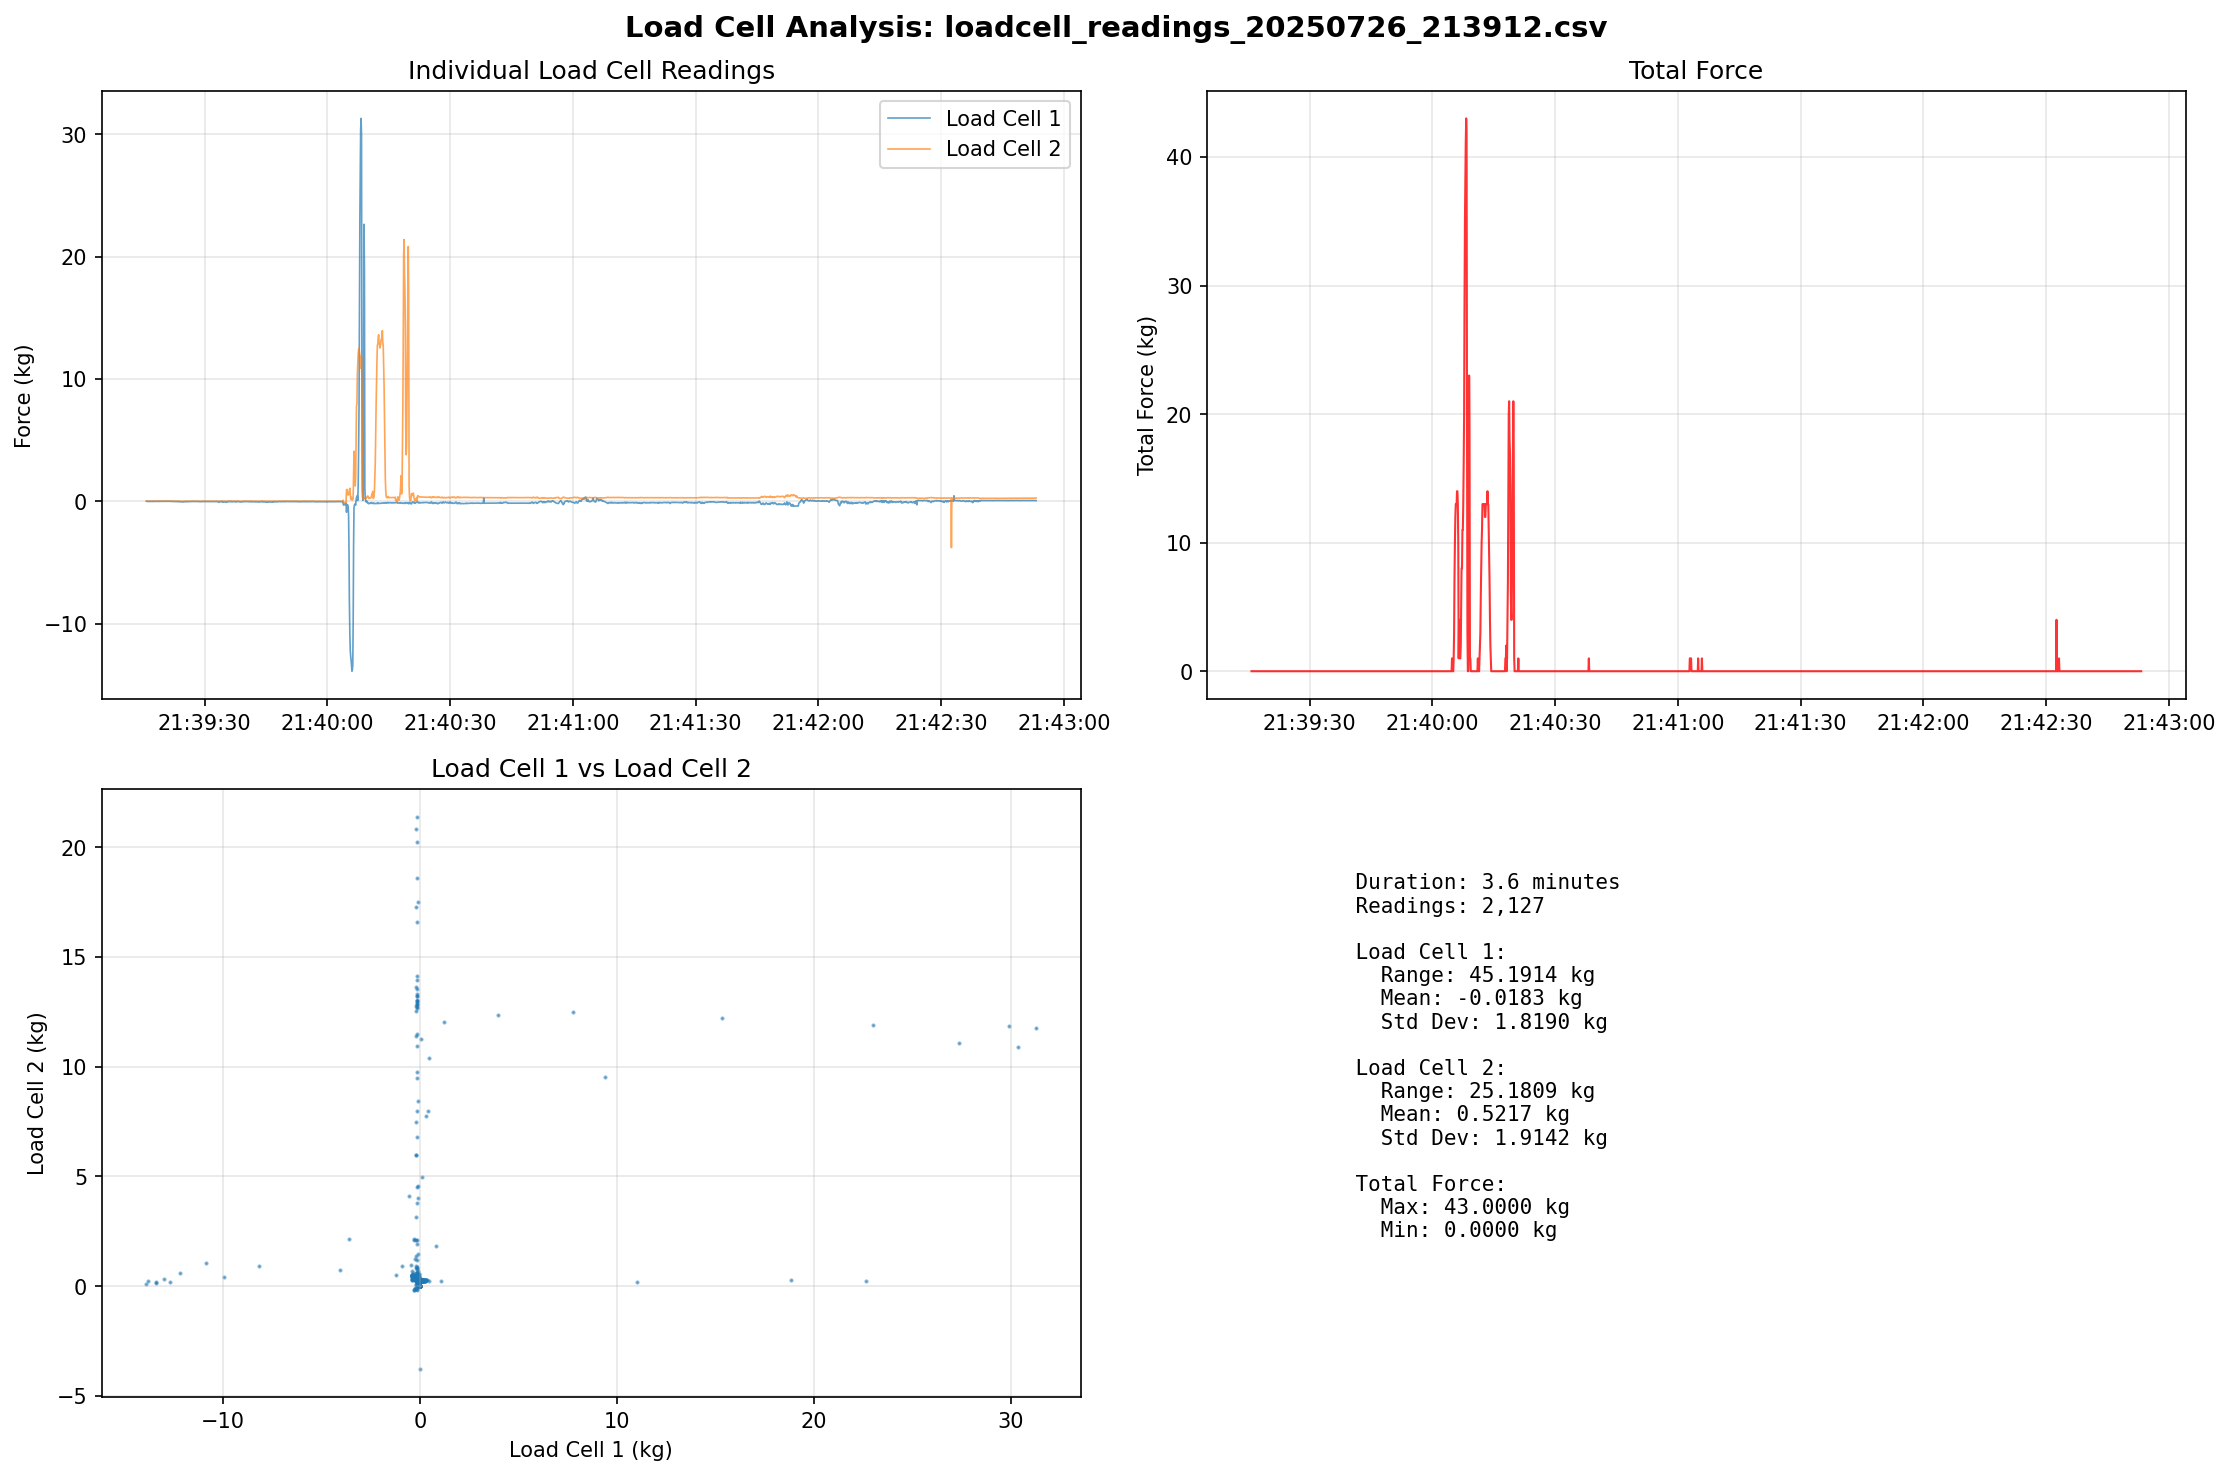 Load Cell Analysis: loadcell_readings_20250726_213912.csv
Individual Load Cell Readings
Force (kg)
30
20
10
0
−10
Load Cell 1
Load Cell 2
21:39:30 21:40:00 21:40:30 21:41:00 21:41:30 21:42:00 21:42:30 21:43:00
Total Force
Total Force (kg)
40
30
20
10
0
21:39:30 21:40:00 21:40:30 21:41:00 21:41:30 21:42:00 21:42:30 21:43:00
Load Cell 1 vs Load Cell 2
Load Cell 2 (kg)
20
15
10
5
0
−5
−10 0 10 20 30
Load Cell 1 (kg)
Duration: 3.6 minutes
Readings: 2,127
Load Cell 1:
Range: 45.1914 kg
Mean: -0.0183 kg
Std Dev: 1.8190 kg
Load Cell 2:
Range: 25.1809 kg
Mean: 0.5217 kg
Std Dev: 1.9142 kg
Total Force:
Max: 43.0000 kg
Min: 0.0000 kg